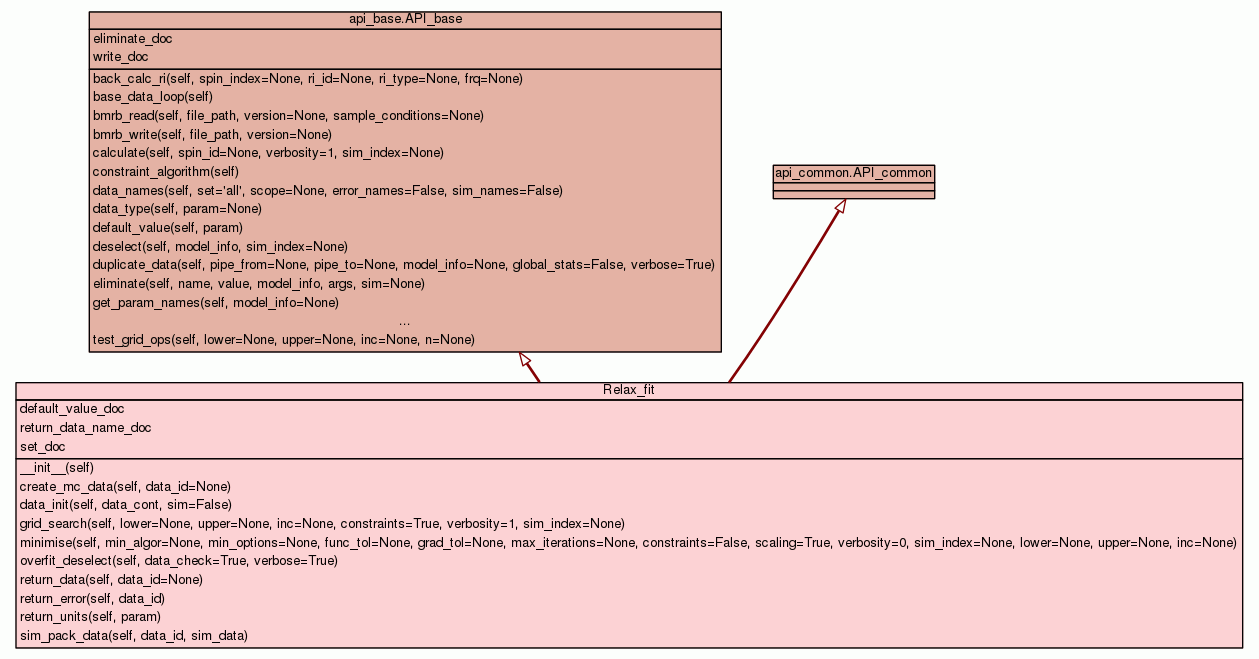 api_base.API_base
eliminate_doc
write_doc
back_calc_ri(self, spin_index=None, ri_id=None, ri_type=None, frq=None)
base_data_loop(self)
bmrb_read(self, file_path, version=None, sample_conditions=None)
bmrb_write(self, file_path, version=None)
calculate(self, spin_id=None, verbosity=1, sim_index=None)
constraint_algorithm(self)
data_names(self, set='all', scope=None, error_names=False, sim_names=False)
data_type(self, param=None)
default_value(self, param)
deselect(self, model_info, sim_index=None)
duplicate_data(self, pipe_from=None, pipe_to=None, model_info=None, global_stats=False, verbose=True)
eliminate(self, name, value, model_info, args, sim=None)
get_param_names(self, model_info=None)
...
test_grid_ops(self, lower=None, upper=None, inc=None, n=None)
api_common.API_common
Relax_fit
default_value_doc
return_data_name_doc
set_doc
__init__(self)
create_mc_data(self, data_id=None)
data_init(self, data_cont, sim=False)
grid_search(self, lower=None, upper=None, inc=None, constraints=True, verbosity=1, sim_index=None)
minimise(self, min_algor=None, min_options=None, func_tol=None, grad_tol=None, max_iterations=None, constraints=False, scaling=True, verbosity=0, sim_index=None, lower=None, upper=None, inc=None)
overfit_deselect(self, data_check=True, verbose=True)
return_data(self, data_id=None)
return_error(self, data_id)
return_units(self, param)
sim_pack_data(self, data_id, sim_data)